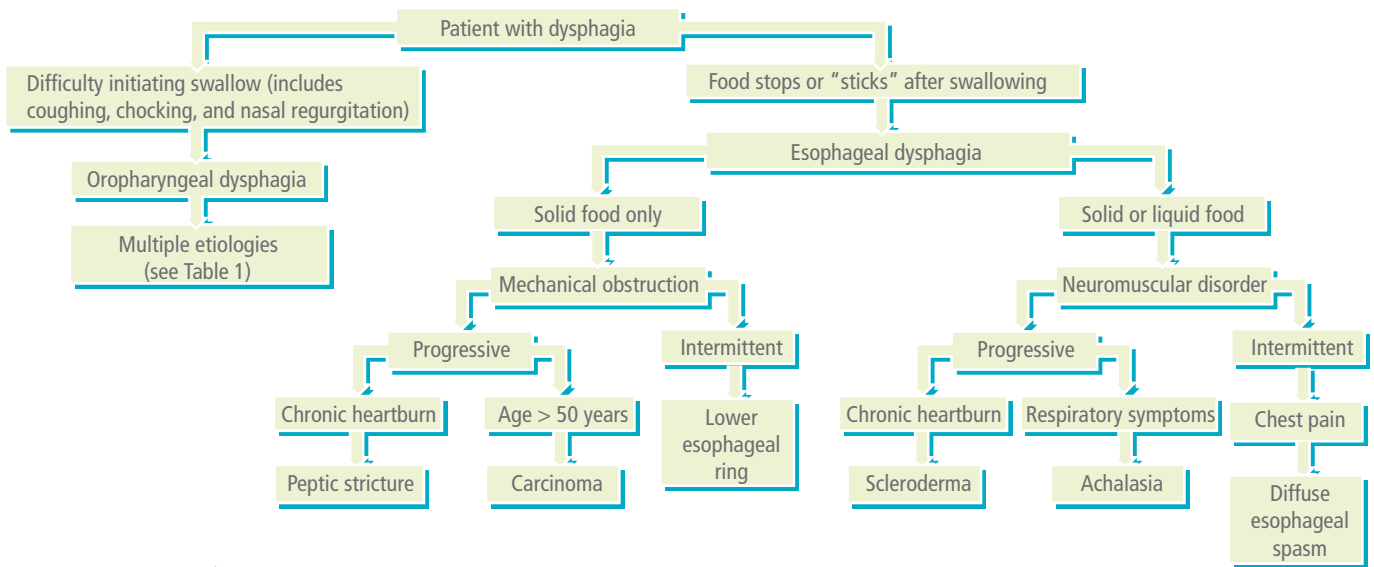 Patient with dysphagia
Difficulty initiating swallow (includes
coughing, chocking, and nasal regurgitation)
Food stops or “sticks” after swallowing
Oropharyngeal dysphagia
Esophageal dysphagia
Multiple etiologies
(see Table 1)
Solid food only
Solid or liquid food
Mechanical obstruction
Neuromuscular disorder
Progressive
Intermittent
Progressive
Intermittent
Chronic heartburn
Age > 50 years
Lower
esophageal
ring
Chronic heartburn
Respiratory symptoms
Chest pain
Peptic stricture
Carcinoma
Scleroderma
Achalasia
Diffuse
esophageal
spasm